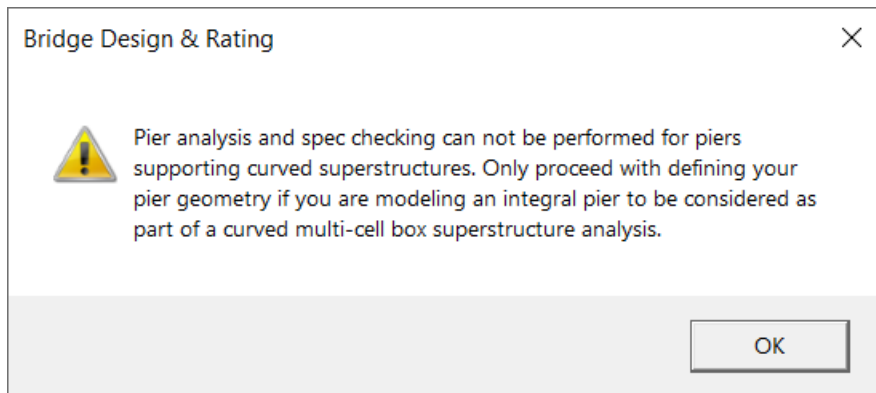 Bridge Design & Rating
Pier analysis and spec checking can not be performed for piers
supporting curved superstructures. Only proceed with defining your
pier geometry if you are modeling an integral pier to be considered as
part of a curved multi-cell box superstructure analysis.
OK